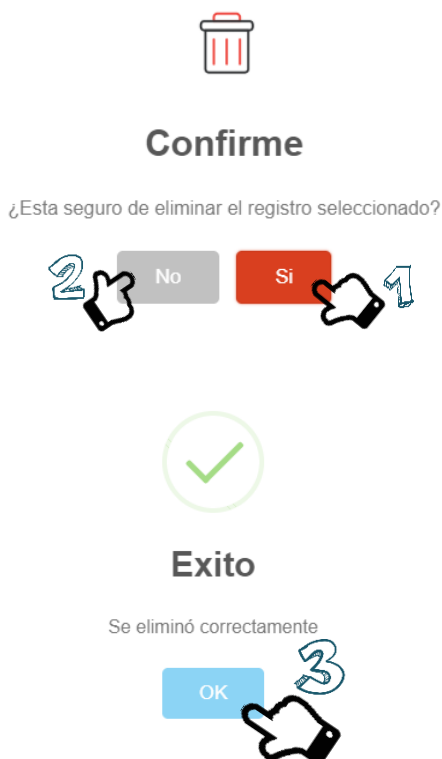 Confirme
¿Esta seguro de eliminar el registro seleccionado?
2 No Si 1
Exito
Se eliminó correctamente
3
OK